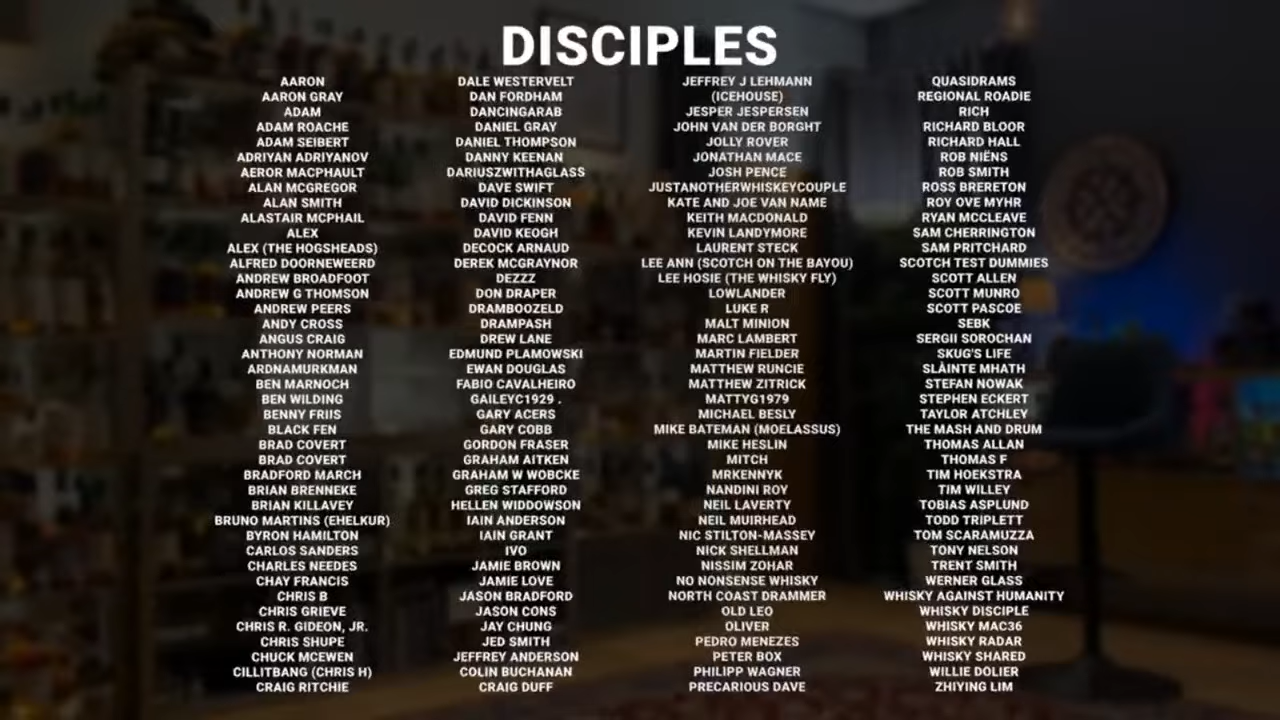 DISCIPLES
AARON
AARON GRAY
ADAM
ADAM ROACHE
ADAM SEIBERT
ADRIYAN ADRIYANOV
AEROR MACPHAULT
ALAN MCGREGOR
ALAN SMITH
ALASTAIR MCPHAIL
ALEX
ALEX (THE HOGSHEADS)
ALFRED DOORNEWEERD
ANDREW BROADFOOT
ANDREW G THOMSON
ANDREW PEERS
ANDY CROSS
ANGUS CRAIG
ANTHONY NORMAN
ARDNAMURKMAN
BEN MARNOCH
BEN WILDING
BENNY FRIIS
BLACK FEN
BRAD COVERT
BRAD COVERT
BRADFORD MARCH
BRIAN BRENNEKE
BRIAN KILLAVEY
BRUNO MARTINS (EHELKUR)
BYRON HAMILTON
CARLOS SANDERS
CHARLES NEEDES
CHAY FRANCIS
CHRIS B
CHRIS GRIEVE
CHRIS R. GIDEON, JR.
CHRIS SHUPE
CHUCK MCEWEN
CILLITBANG (CHRIS H)
CRAIG RITCHIE
DALE WESTERVELT
DAN FORDHAM
DANCINGARAB
DANIEL GRAY
DANIEL THOMPSON
DANNY KEENAN
DARIUSZWITHAGLASS
DAVE SWIFT
DAVID DICKINSON
DAVID FENN
DAVID KEOGH
DECOCK ARNAUD
DEREK MCGRAYNOR
DEZZZ
DON DRAPER
DRAMBOOZELD
DRAMPASH
DREW LANE
EDMUND PLAMOWSKI
EWAN DOUGLAS
FABIO CAVALHEIRO
GAILEYC1929 .
GARY ACERS
GARY COBB
GORDON FRASER
GRAHAM AITKEN
GRAHAM W WOBCKE
GREG STAFFORD
HELLEN WIDDOWSON
IAIN ANDERSON
IAIN GRANT
IVO
JAMIE BROWN
JAMIE LOVE
JASON BRADFORD
JASON CONS
JAY CHUNG
JED SMITH
JEFFREY ANDERSON
COLIN BUCHANAN
CRAIG DUFF
JEFFREY J LEHMANN
(ICEHOUSE)
JESPER JESPERSEN
JOHN VAN DER BORGHT
JOLLY ROVER
JONATHAN MACE
JOSH PENCE
JUSTANOTHERWHISKEYCOUPLE
KATE AND JOE VAN NAME
KEITH MACDONALD
KEVIN LANDYMORE
LAURENT STECK
LEE ANN (SCOTCH ON THE BAYOU)
LEE HOSIE (THE WHISKY FLY)
LOWLANDER
LUKE R
MALT MINION
MARC LAMBERT
MARTIN FIELDER
MATTHEW RUNCIE
MATTHEW ZITRICK
MATTYG1979
MICHAEL BESLY
MIKE BATEMAN (MOELASSUS)
MIKE HESLIN
MITCH
MRKENNYK
NANDINI ROY
NEIL LAVERTY
NEIL MUIRHEAD
NIC STILTON-MASSEY
NICK SHELLMAN
NISSIM ZOHAR
NO NONSENSE WHISKY
NORTH COAST DRAMMER
OLD LEO
OLIVER
PEDRO MENEZES
PETER BOX
PHILIPP WAGNER
PRECARIOUS DAVE
QUASIDRAMS
REGIONAL ROADIE
RICH
RICHARD BLOOR
RICHARD HALL
ROB NIËNS
ROB SMITH
ROSS BRERETON
ROY OVE MYHR
RYAN MCCLEAVE
SAM CHERRINGTON
SAM PRITCHARD
SCOTCH TEST DUMMIES
SCOTT ALLEN
SCOTT MUNRO
SCOTT PASCOE
SEBK
SERGII SOROCHAN
SKUG'S LIFE
SLÀINTE MHATH
STEFAN NOWAK
STEPHEN ECKERT
TAYLOR ATCHLEY
THE MASH AND DRUM
THOMAS ALLAN
THOMAS F
TIM HOEKSTRA
TIM WILLEY
TOBIAS ASPLUND
TODD TRIPLETT
TOM SCARAMUZZA
TONY NELSON
TRENT SMITH
WERNER GLASS
WHISKY AGAINST HUMANITY
WHISKY DISCIPLE
WHISKY MAC36
WHISKY RADAR
WHISKY SHARED
WILLIE DOLIER
ZHIYING LIM